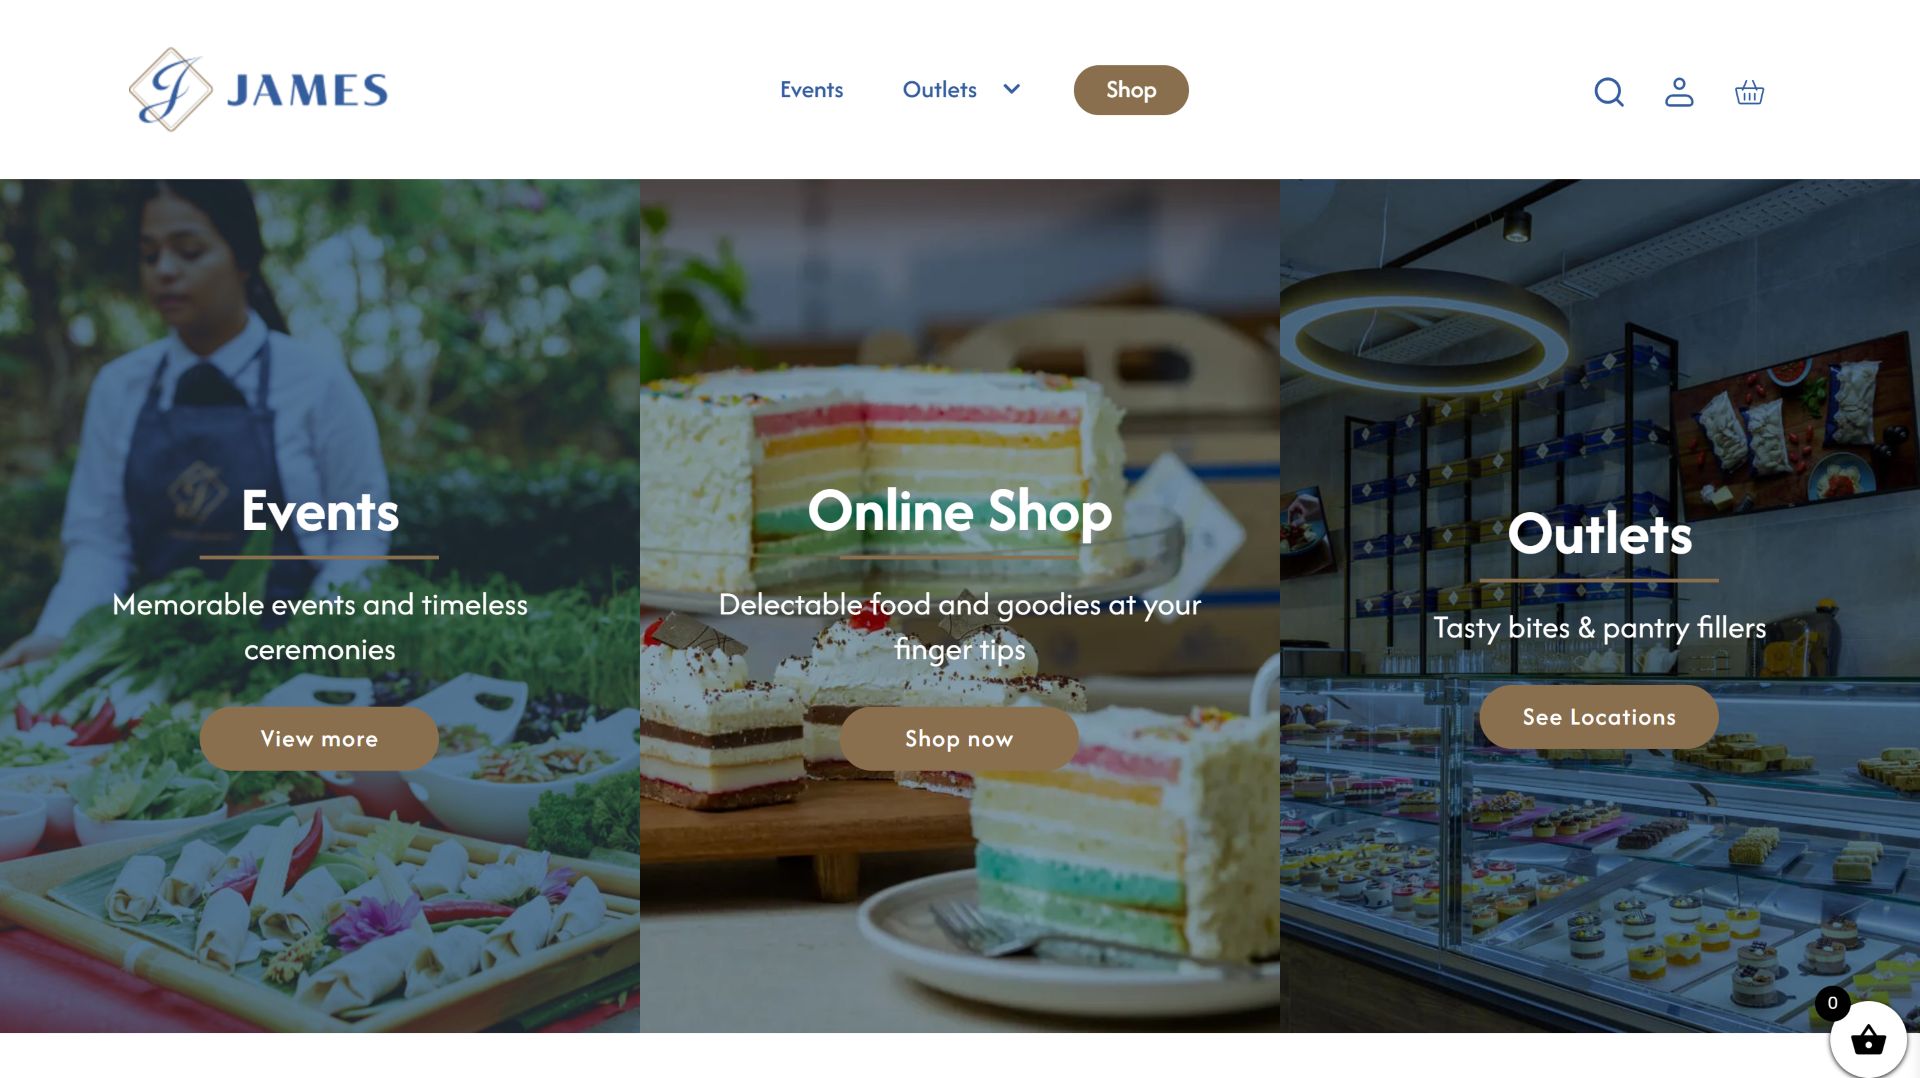 JAMES
Events
Outlets
Shop
Events
Memorable events and timeless
ceremonies
View more
Online Shop
Delectable food and goodies at your
finger tips
Shop now
Outlets
Tasty bites & pantry fillers
See Locations
0